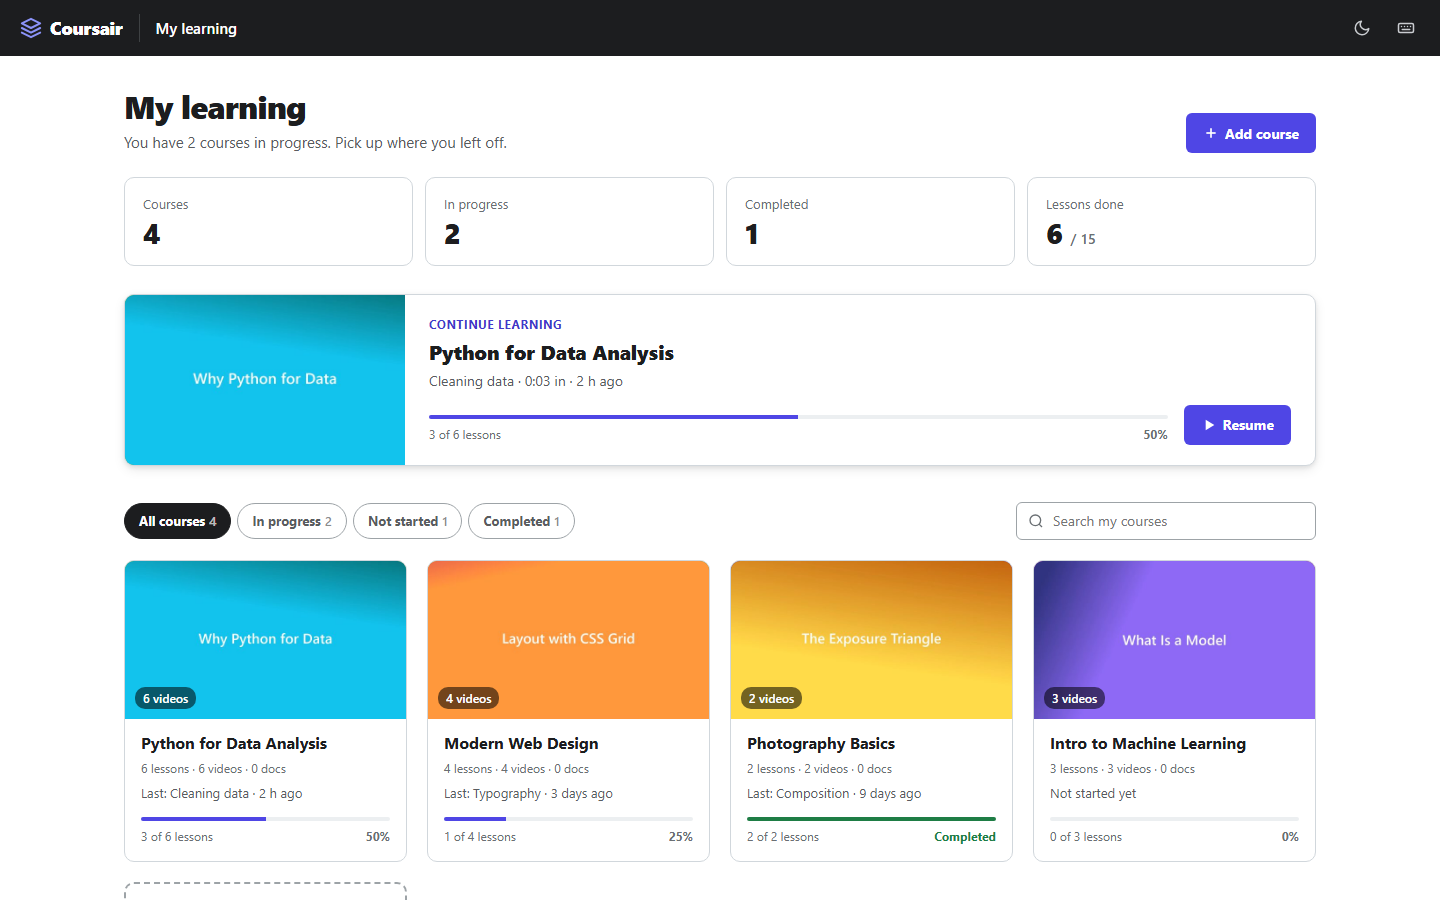 Coursair
My learning
My learning
You have 2 courses in progress. Pick up where you left off.
+ Add course
Courses
4
In progress
2
Completed
1
Lessons done
6 / 15
Why Python for Data
CONTINUE LEARNING
Python for Data Analysis
Cleaning data · 0:03 in · 2 h ago
3 of 6 lessons
50%
Resume
All courses 4
In progress 2
Not started 1
Completed 1
Search my courses
Why Python for Data
6 videos
Python for Data Analysis
6 lessons · 6 videos · 0 docs
Last: Cleaning data · 2 h ago
3 of 6 lessons
50%
Layout with CSS Grid
4 videos
Modern Web Design
4 lessons · 4 videos · 0 docs
Last: Typography · 3 days ago
1 of 4 lessons
25%
The Exposure Triangle
2 videos
Photography Basics
2 lessons · 2 videos · 0 docs
Last: Composition · 9 days ago
2 of 2 lessons
Completed
What Is a Model
3 videos
Intro to Machine Learning
3 lessons · 3 videos · 0 docs
Not started yet
0 of 3 lessons
0%